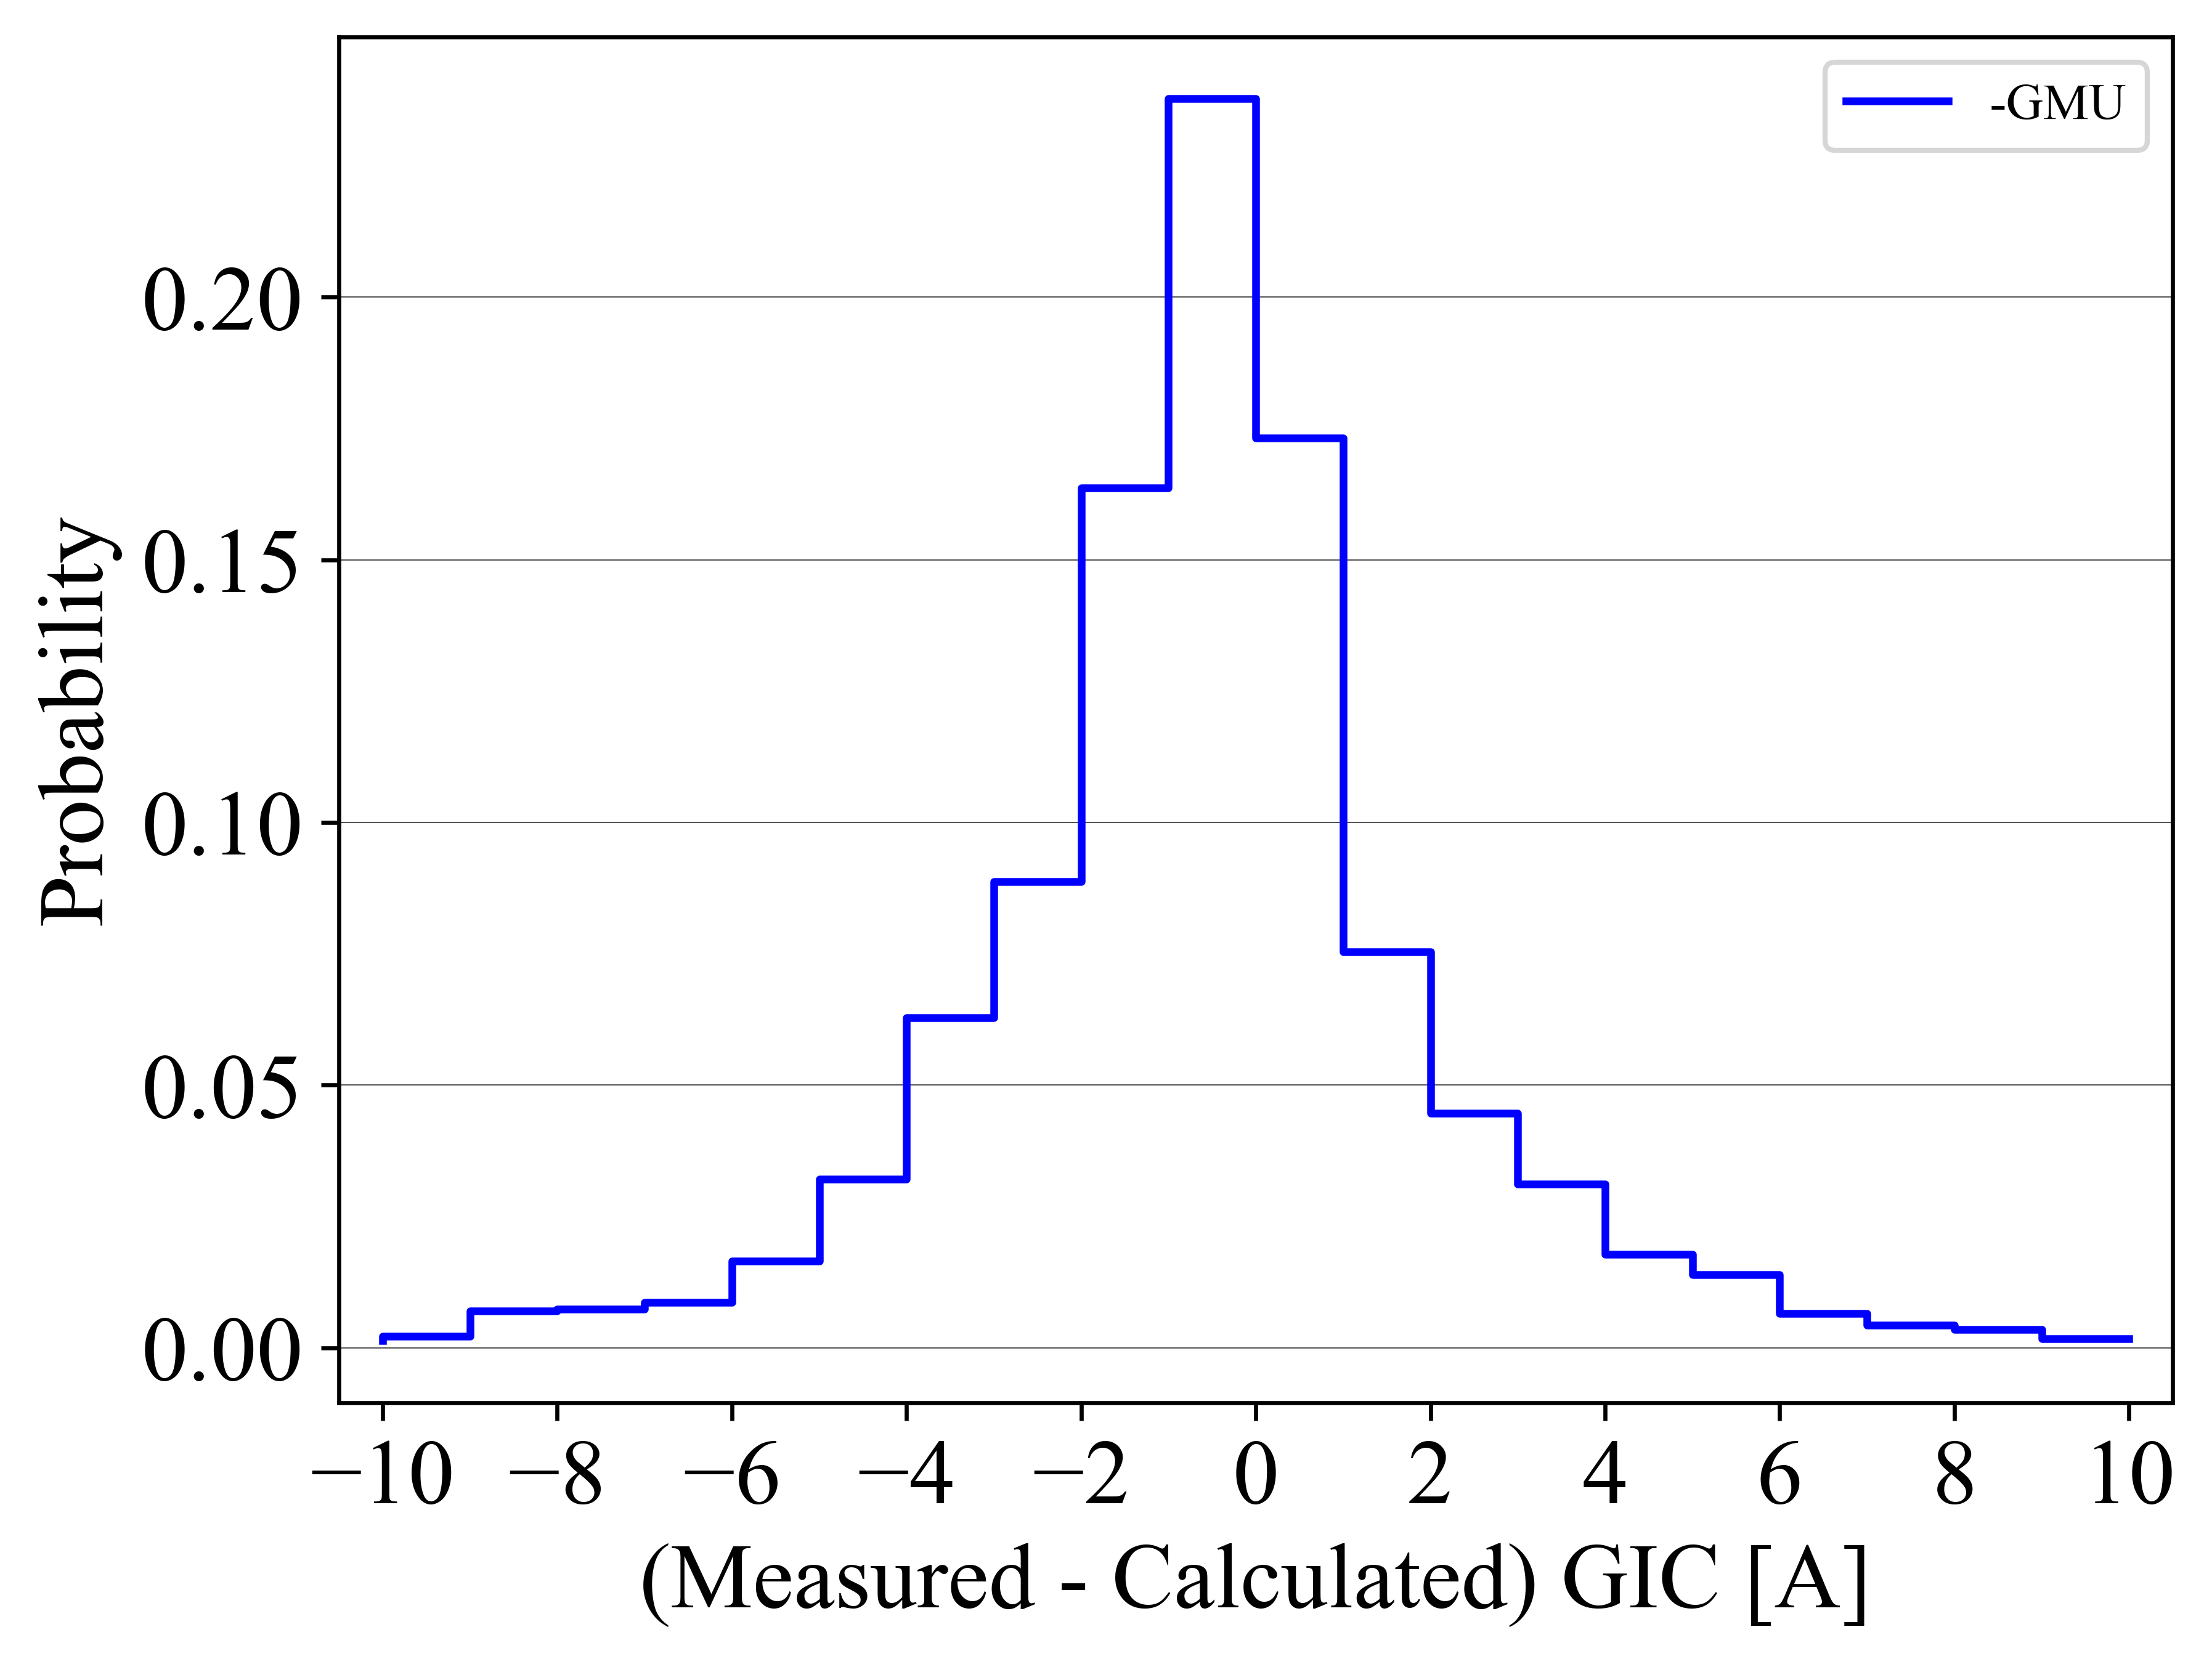 -GMU
0.20
0.15
0.10
0.05
0.00
Probability
−10 −8 −6 −4 −2 0 2 4 6 8 10
(Measured - Calculated) GIC [A]